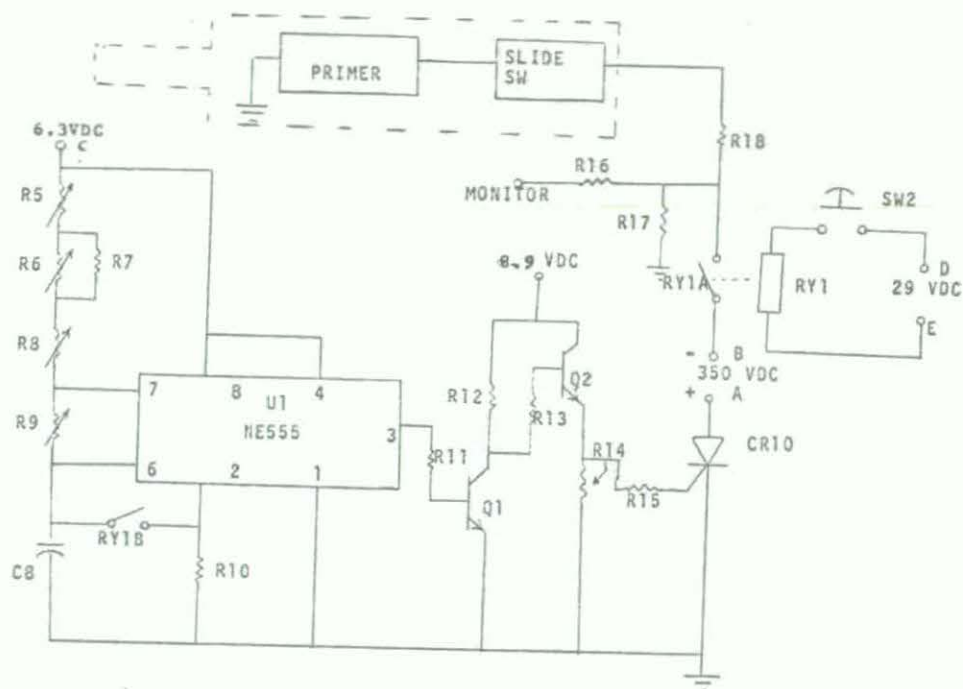 PRIMER
SLIDE
SW
6.3VDC
C
R5
R6
R7
R8
R9
R18
R16
MONITOR
R17
SW2
8.9 VDC
RY1A
RY1
D
29 VDC
E
- B
350 VDC
+ A
7
8
4
U1
NE555
3
6
2
1
R12
Q2
R13
R11
R14
CR10
R15
Q1
RY1B
C8
R10